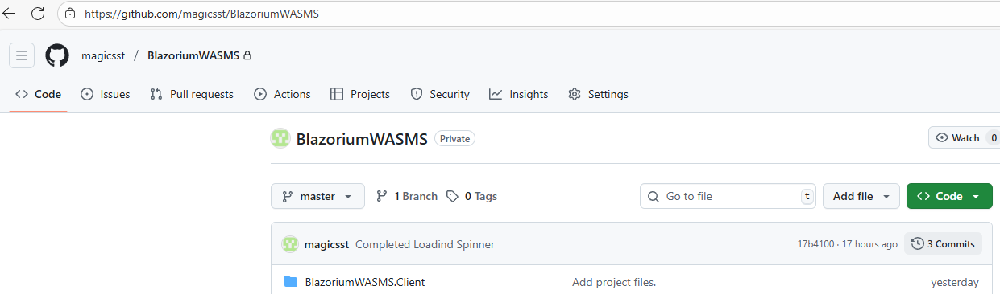 https://github.com/magicsst/BlazoriumWASMS
magicsst / BlazoriumWASMS
Code Issues Pull requests Actions Projects Security Insights Settings
BlazoriumWASMS Private Watch 0
master 1 Branch 0 Tags Go to file t Add file Code
magicsst Completed Loadind Spinner 17b4100 · 17 hours ago 3 Commits
BlazoriumWASMS.Client Add project files. yesterday